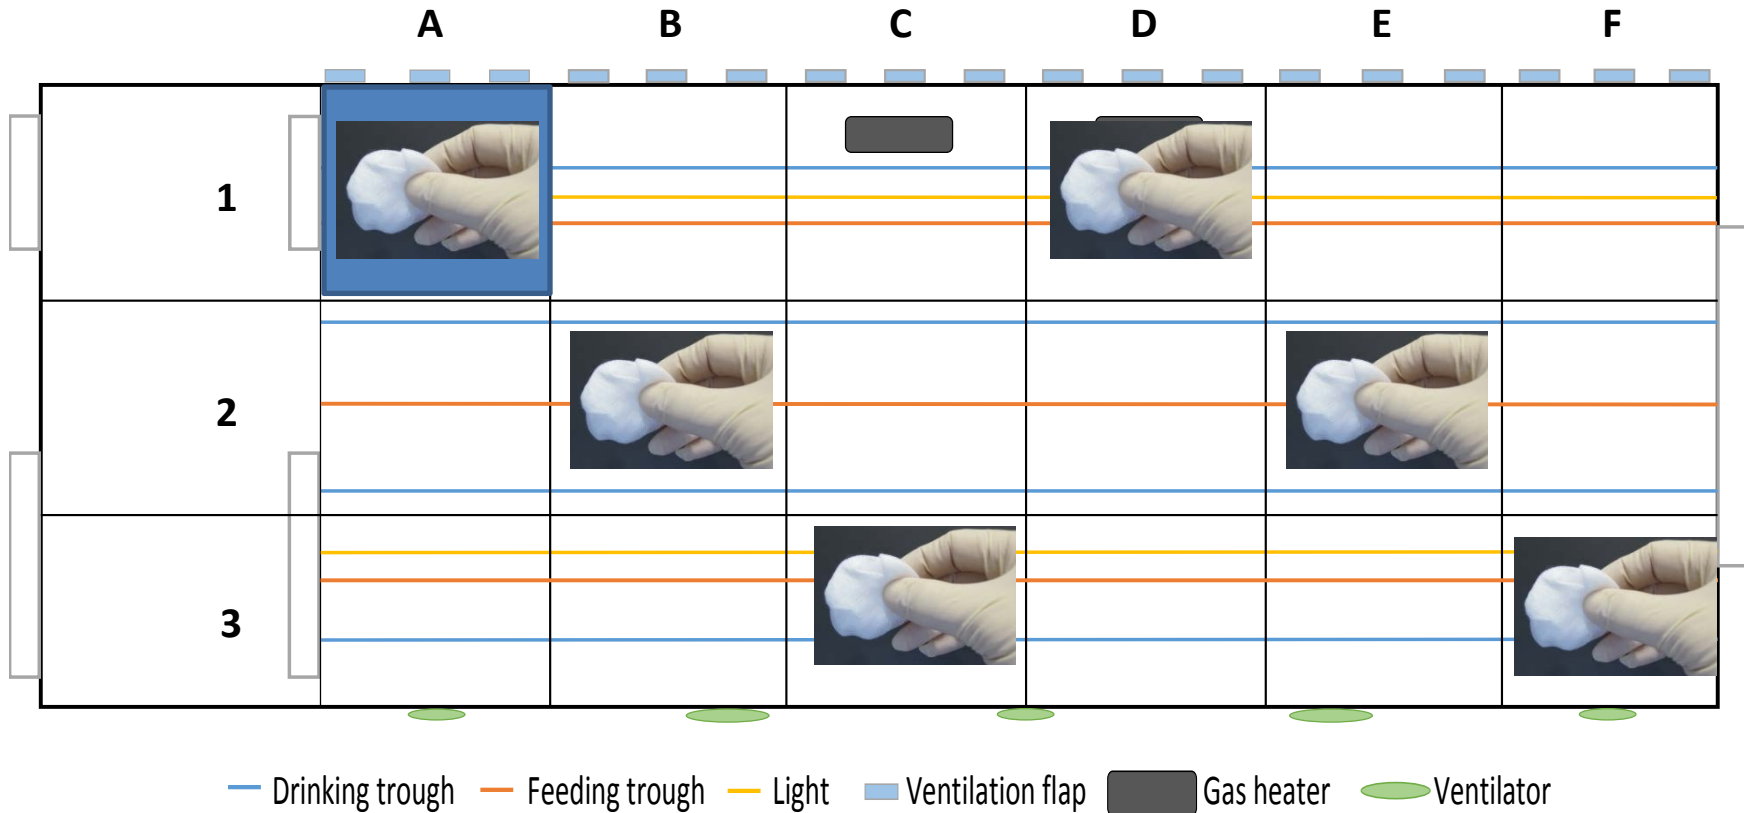 A B C D E F
1
2
3
Drinking trough Feeding trough Light Ventilation flap Gas heater Ventilator